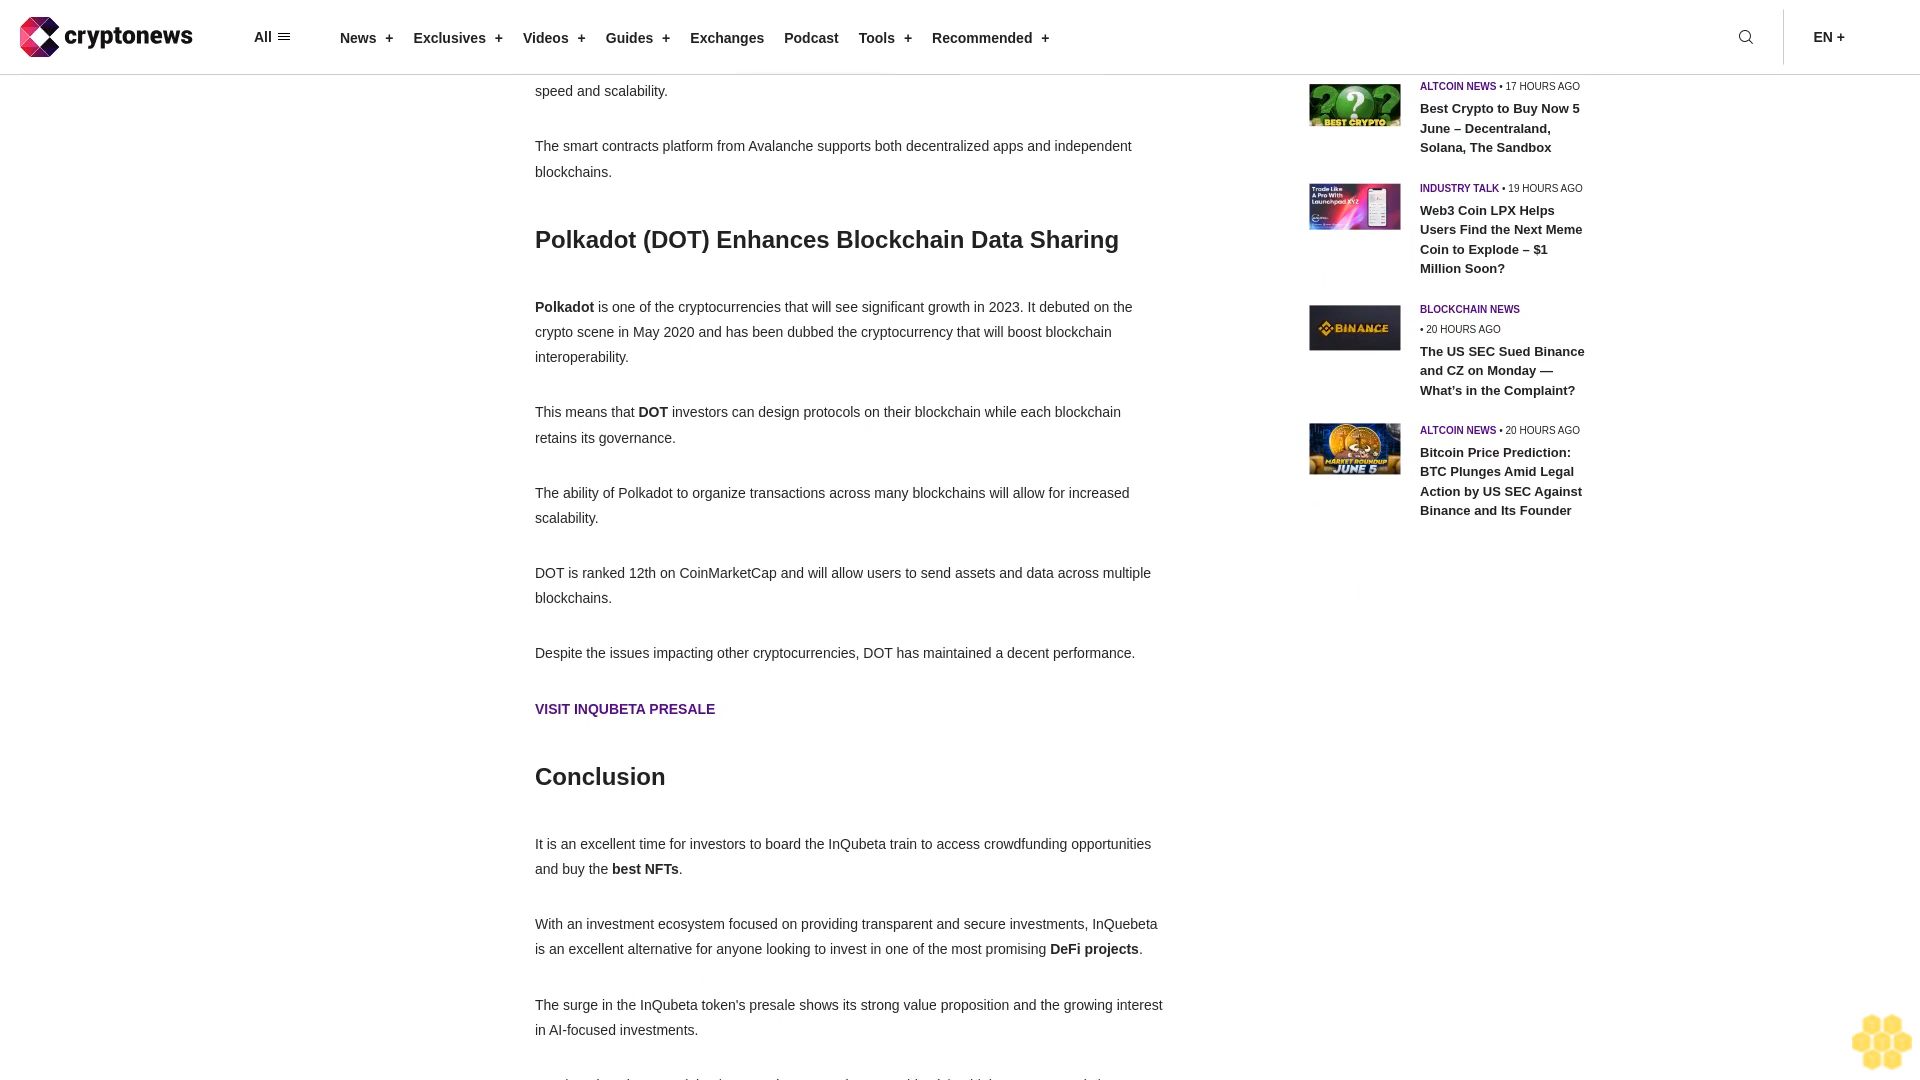 cryptonews
All
News +
Exclusives +
Videos +
Guides +
Exchanges
Podcast
Tools +
Recommended +
EN +
speed and scalability.
The smart contracts platform from Avalanche supports both decentralized apps and independent
blockchains.
Polkadot (DOT) Enhances Blockchain Data Sharing
Polkadot is one of the cryptocurrencies that will see significant growth in 2023. It debuted on the
crypto scene in May 2020 and has been dubbed the cryptocurrency that will boost blockchain
interoperability.
This means that DOT investors can design protocols on their blockchain while each blockchain
retains its governance.
The ability of Polkadot to organize transactions across many blockchains will allow for increased
scalability.
DOT is ranked 12th on CoinMarketCap and will allow users to send assets and data across multiple
blockchains.
Despite the issues impacting other cryptocurrencies, DOT has maintained a decent performance.
VISIT INQUBETA PRESALE
Conclusion
It is an excellent time for investors to board the InQubeta train to access crowdfunding opportunities
and buy the best NFTs.
With an investment ecosystem focused on providing transparent and secure investments, InQuebeta
is an excellent alternative for anyone looking to invest in one of the most promising DeFi projects.
The surge in the InQubeta token's presale shows its strong value proposition and the growing interest
in AI-focused investments.
BEST CRYPTO
ALTCOIN NEWS • 17 HOURS AGO
Best Crypto to Buy Now 5
June – Decentraland,
Solana, The Sandbox
Trade Like
A Pro With
Launchpad XYZ
INDUSTRY TALK • 19 HOURS AGO
Web3 Coin LPX Helps
Users Find the Next Meme
Coin to Explode – $1
Million Soon?
BINANCE
BLOCKCHAIN NEWS
• 20 HOURS AGO
The US SEC Sued Binance
and CZ on Monday —
What's in the Complaint?
MARKET ROUNDUP
JUNE 5
ALTCOIN NEWS • 20 HOURS AGO
Bitcoin Price Prediction:
BTC Plunges Amid Legal
Action by US SEC Against
Binance and Its Founder